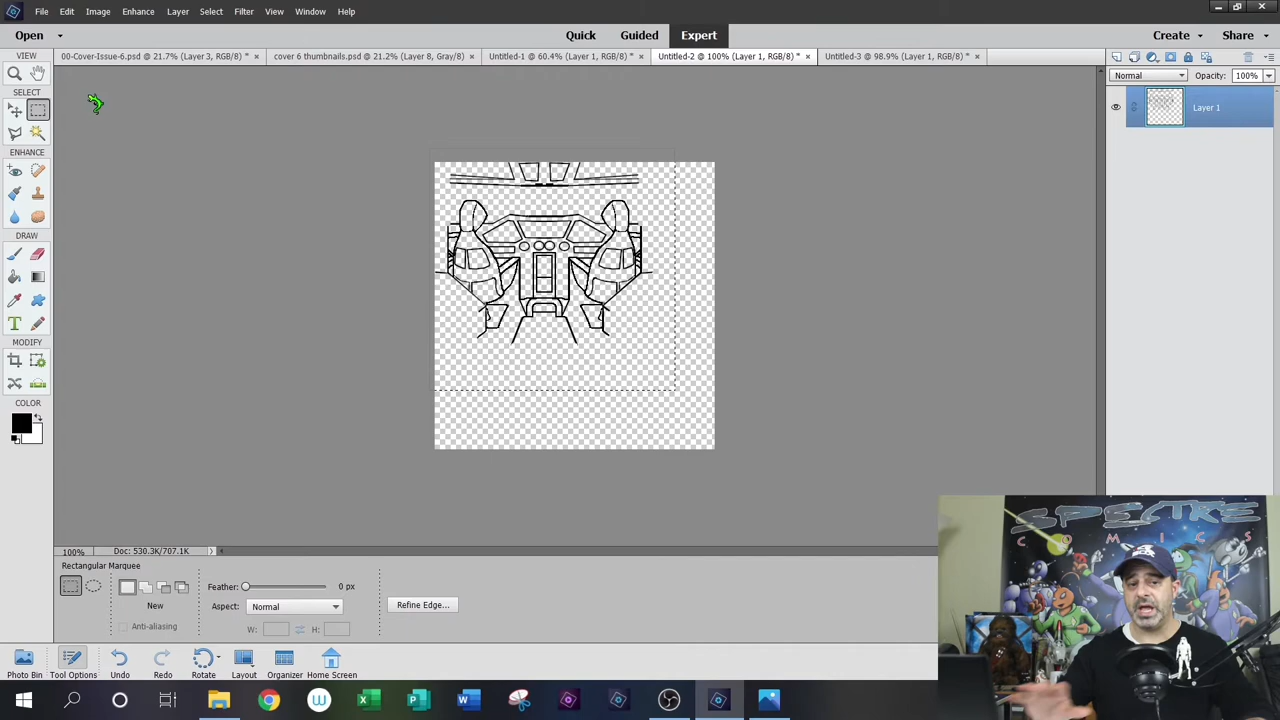 File Edit Image Enhance Layer Select Filter View Window Help
Open Quick Guided Expert Create Share
VIEW
00-Cover-Issue-6.psd @ 21.7% (Layer 3, RGB/8) * ×
cover 6 thumbnails.psd @ 21.2% (Layer 8, Gray/8) ×
Untitled-1 @ 60.4% (Layer 1, RGB/8) * ×
Untitled-2 @ 100% (Layer 1, RGB/8) * ×
Untitled-3 @ 98.9% (Layer 1, RGB/8) * ×
Normal Opacity: 100%
Layer 1
SELECT
ENHANCE
DRAW
MODIFY
COLOR
100% Doc: 530.3K/707.1K
Rectangular Marquee
New
Anti-aliasing
Feather: 0 px
Aspect: Normal
W: H:
Refine Edge...
Photo Bin Tool Options Undo Redo Rotate Layout Organizer Home Screen
SPECTRE
COMICS